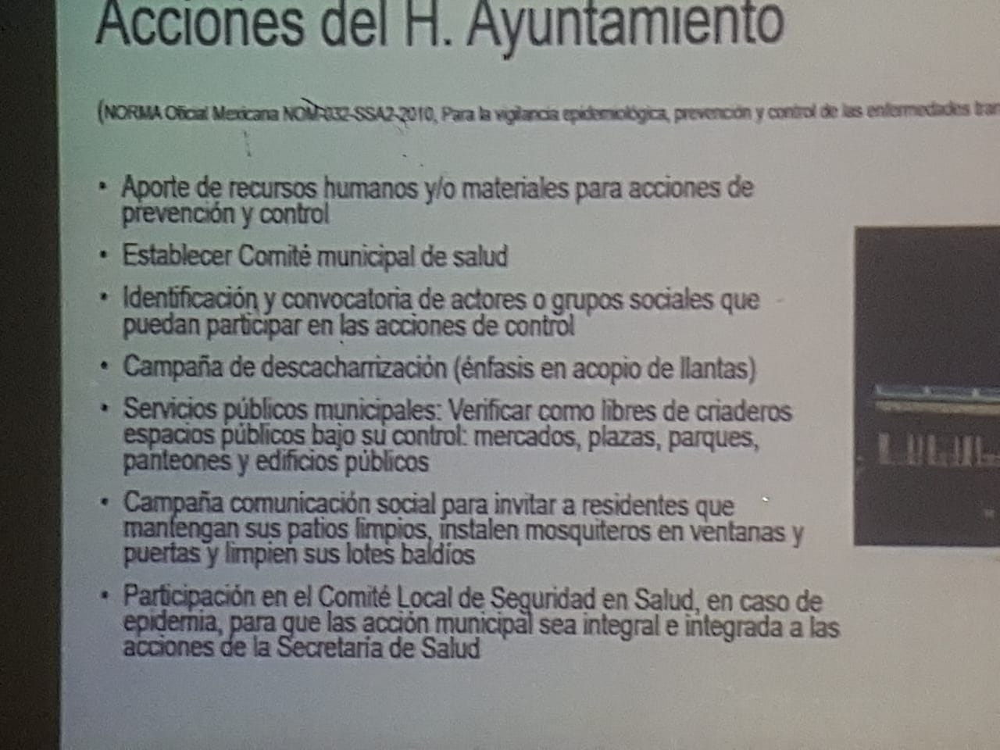 Acciones del H. Ayuntamiento
(NORMA Oficial Mexicana NOM-032-SSA2-2010, Para la vigilancia epidemiológica, prevención y control de las enfermedades
• Aporte de recursos humanos y/o materiales para acciones de
prevención y control
• Establecer Comité municipal de salud
• Identificación y convocatoria de actores o grupos sociales que
puedan participar en las acciones de control
• Campaña de descacharrización (énfasis en acopio de llantas)
• Servicios públicos municipales: Verificar como libres de criaderos
espacios públicos bajo su control: mercados, plazas, parques,
panteones y edificios públicos
• Campaña comunicación social para invitar a residentes que
mantengan sus patios limpios, instalen mosquiteros en ventanas y
puertas y limpien sus lotes baldíos
• Participación en el Comité Local de Seguridad en Salud, en caso de
epidemia, para que las acción municipal sea integral e integrada a las
acciones de la Secretaría de Salud